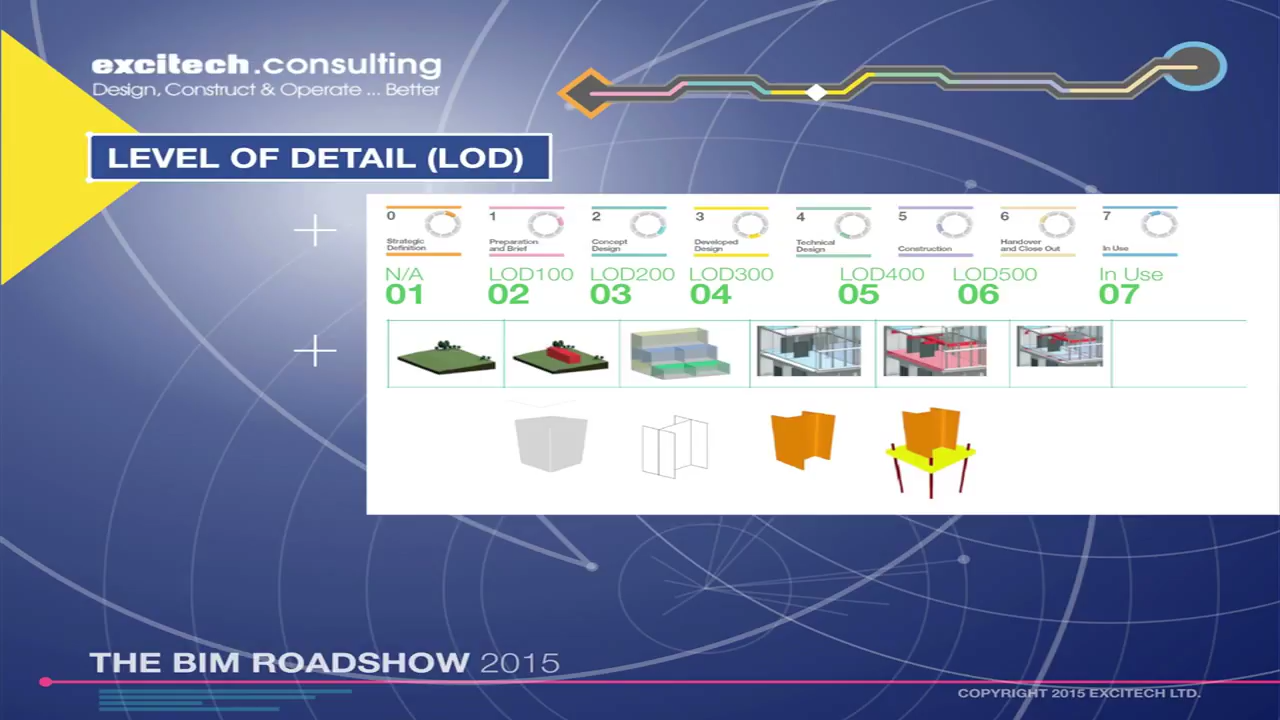 excitech.consulting
Design, Construct & Operate ... Better
LEVEL OF DETAIL (LOD)
0 1 2 3 4 5 6 7
Strategic Definition
Preparation and Brief
Concept Design
Developed Design
Technical Design
Construction
Handover and Close Out
In Use
N/A LOD100 LOD200 LOD300 LOD400 LOD500 In Use
01 02 03 04 05 06 07
THE BIM ROADSHOW 2015
COPYRIGHT 2015 EXCITECH LTD.